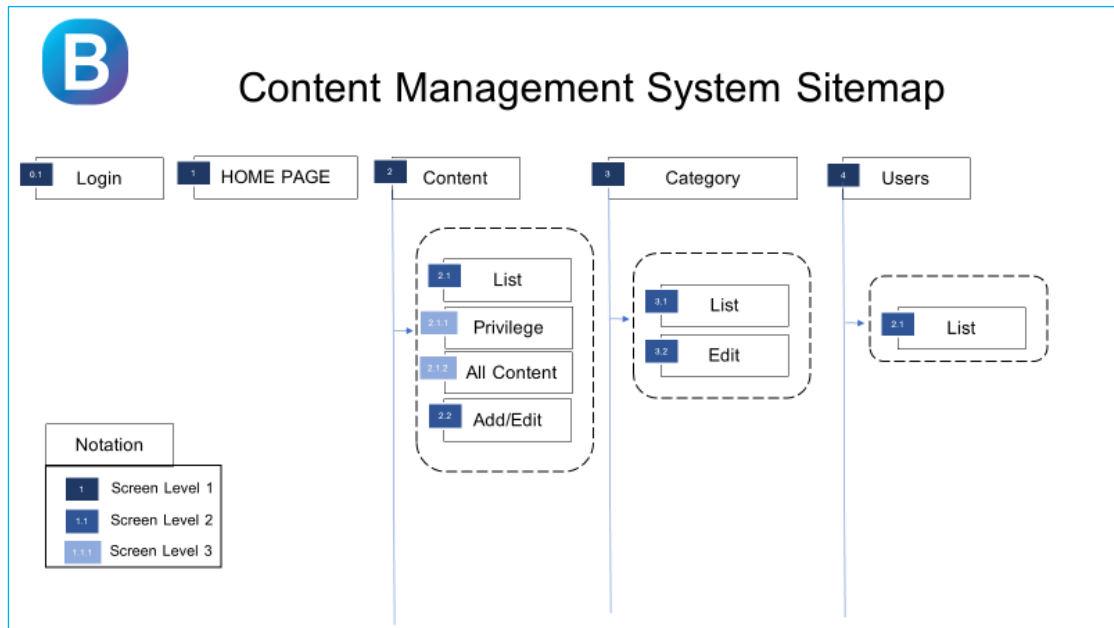 B
Content Management System Sitemap
0.1 Login
1 HOME PAGE
2 Content
3 Category
4 Users
2.1 List
2.1.1 Privilege
2.1.2 All Content
2.2 Add/Edit
3.1 List
3.2 Edit
2.1 List
Notation
1 Screen Level 1
1.1 Screen Level 2
1.1.1 Screen Level 3